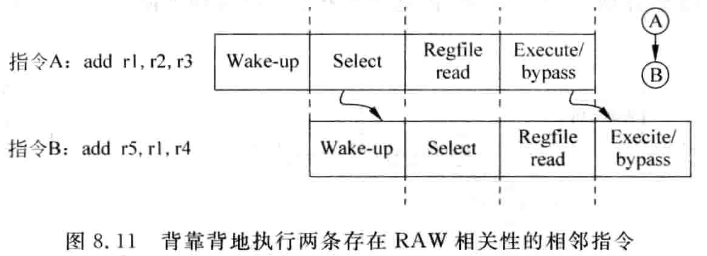 指令A: add r1, r2, r3
Wake-up
Select
Regfile
read
Execute/
bypass
A
B
指令B: add r5, r1, r4
Wake-up
Select
Regfile
read
Execite/
bypass
图 8.11 背靠背地执行两条存在 RAW 相关性的相邻指令